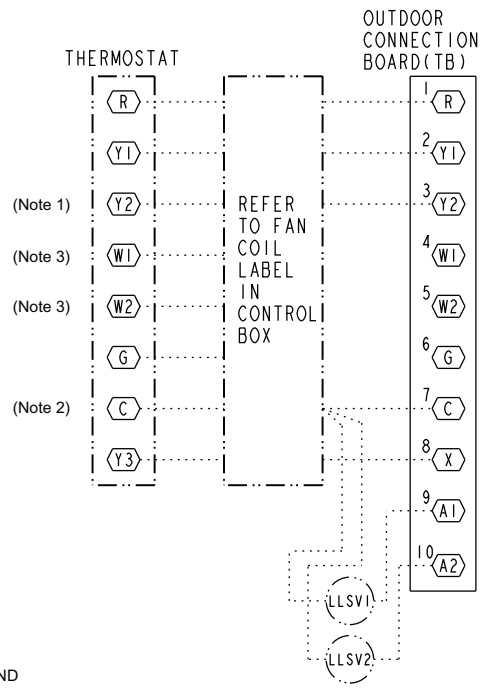 OUTDOOR
CONNECTION
BOARD(TB)
THERMOSTAT
R
1
R
Y1
2
Y1
(Note 1)
Y2
3
Y2
(Note 3)
W1
4
W1
(Note 3)
W2
5
W2
G
6
G
(Note 2)
C
7
C
Y3
8
X
REFER
TO FAN
COIL
LABEL
IN
CONTROL
BOX
9
A1
10
A2
LLSV1
LLSV2
ND